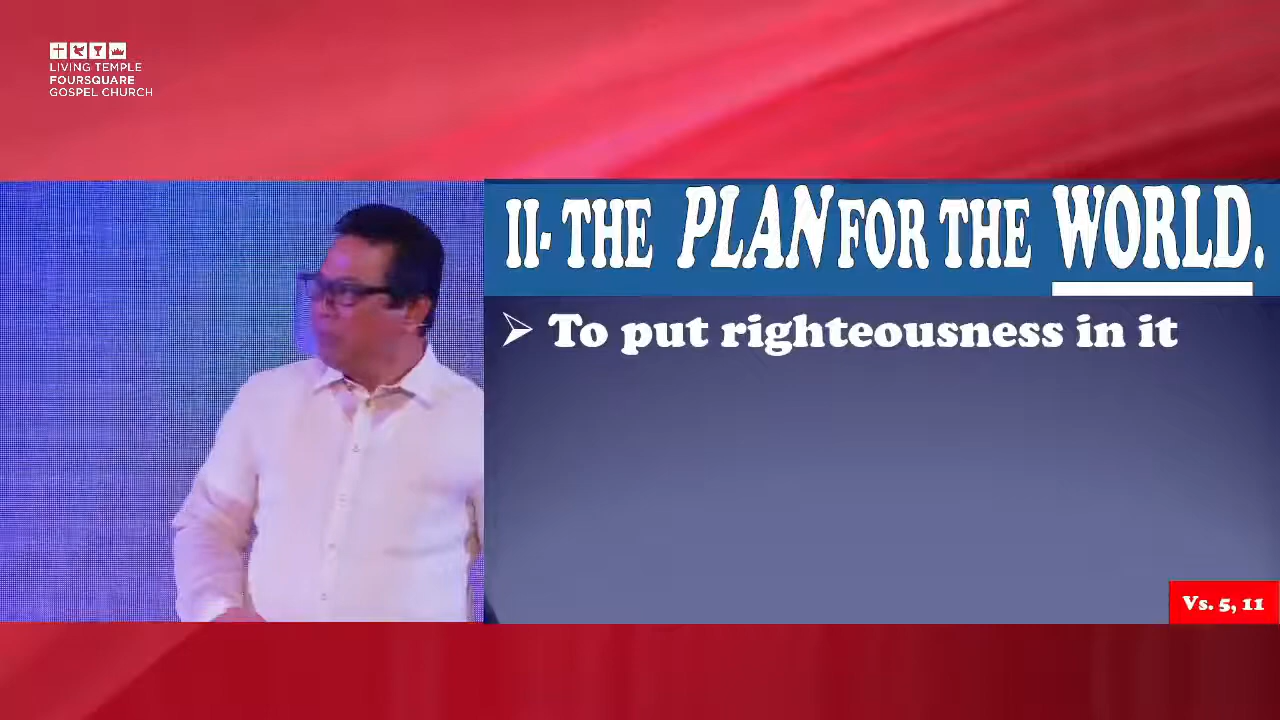 LIVING TEMPLE
FOURSQUARE
GOSPEL CHURCH
II- THE PLAN FOR THE WORLD.
➢ To put righteousness in it
Vs. 5, 11